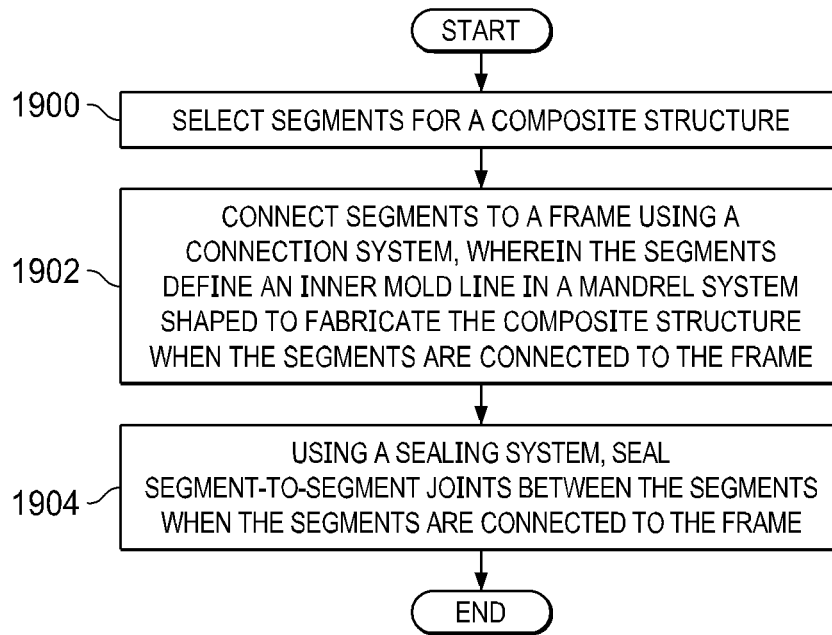 START
1900
SELECT SEGMENTS FOR A COMPOSITE STRUCTURE
1902
CONNECT SEGMENTS TO A FRAME USING A
CONNECTION SYSTEM, WHEREIN THE SEGMENTS
DEFINE AN INNER MOLD LINE IN A MANDREL SYSTEM
SHAPED TO FABRICATE THE COMPOSITE STRUCTURE
WHEN THE SEGMENTS ARE CONNECTED TO THE FRAME
1904
USING A SEALING SYSTEM, SEAL
SEGMENT-TO-SEGMENT JOINTS BETWEEN THE SEGMENTS
WHEN THE SEGMENTS ARE CONNECTED TO THE FRAME
END